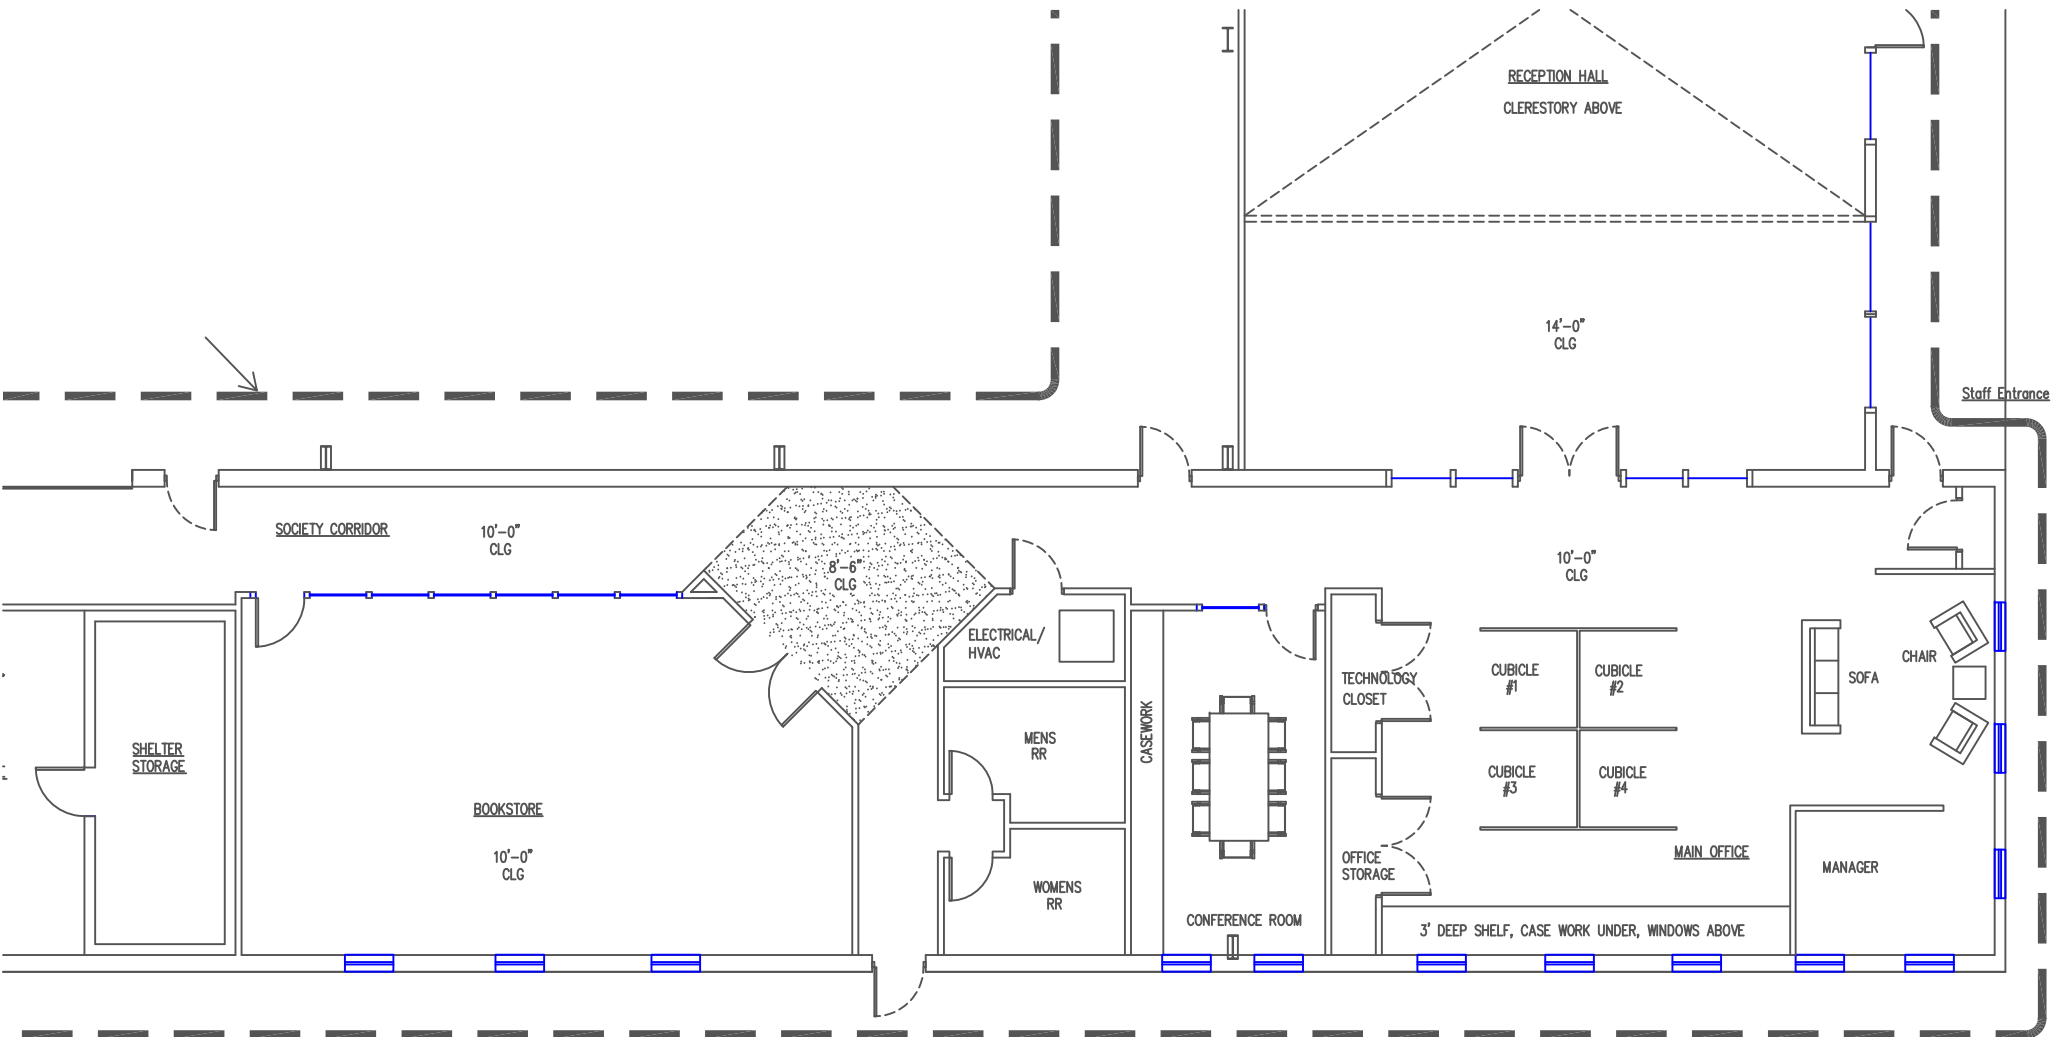 RECEPTION HALL
CLERESTORY ABOVE
14'-0"
CLG
Staff Entrance
SOCIETY CORRIDOR
10'-0"
CLG
8'-6"
CLG
10'-0"
CLG
ELECTRICAL/
HVAC
TECHNOLOGY
CLOSET
CUBICLE
#1
CUBICLE
#2
SOFA
CHAIR
SHELTER
STORAGE
MENS
RR
CASEWORK
CUBICLE
#3
CUBICLE
#4
BOOKSTORE
10'-0"
CLG
OFFICE
STORAGE
MAIN OFFICE
MANAGER
WOMENS
RR
CONFERENCE ROOM
3' DEEP SHELF, CASE WORK UNDER, WINDOWS ABOVE